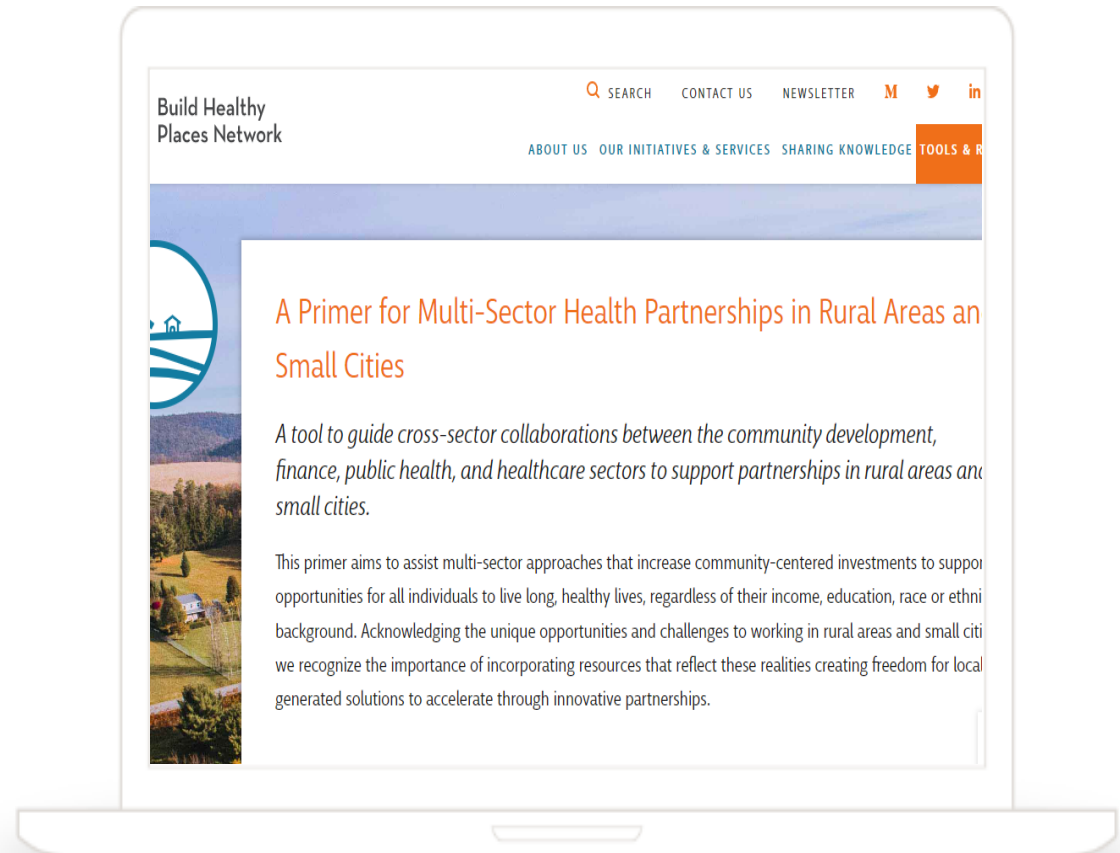 Build Healthy
Places Network
SEARCH CONTACT US NEWSLETTER M in
ABOUT US OUR INITIATIVES & SERVICES SHARING KNOWLEDGE TOOLS & R
A Primer for Multi-Sector Health Partnerships in Rural Areas an
Small Cities
A tool to guide cross-sector collaborations between the community development,
finance, public health, and healthcare sectors to support partnerships in rural areas and
small cities.
This primer aims to assist multi-sector approaches that increase community-centered investments to suppor
opportunities for all individuals to live long, healthy lives, regardless of their income, education, race or ethni
background. Acknowledging the unique opportunities and challenges to working in rural areas and small citi
we recognize the importance of incorporating resources that reflect these realities creating freedom for local
generated solutions to accelerate through innovative partnerships.